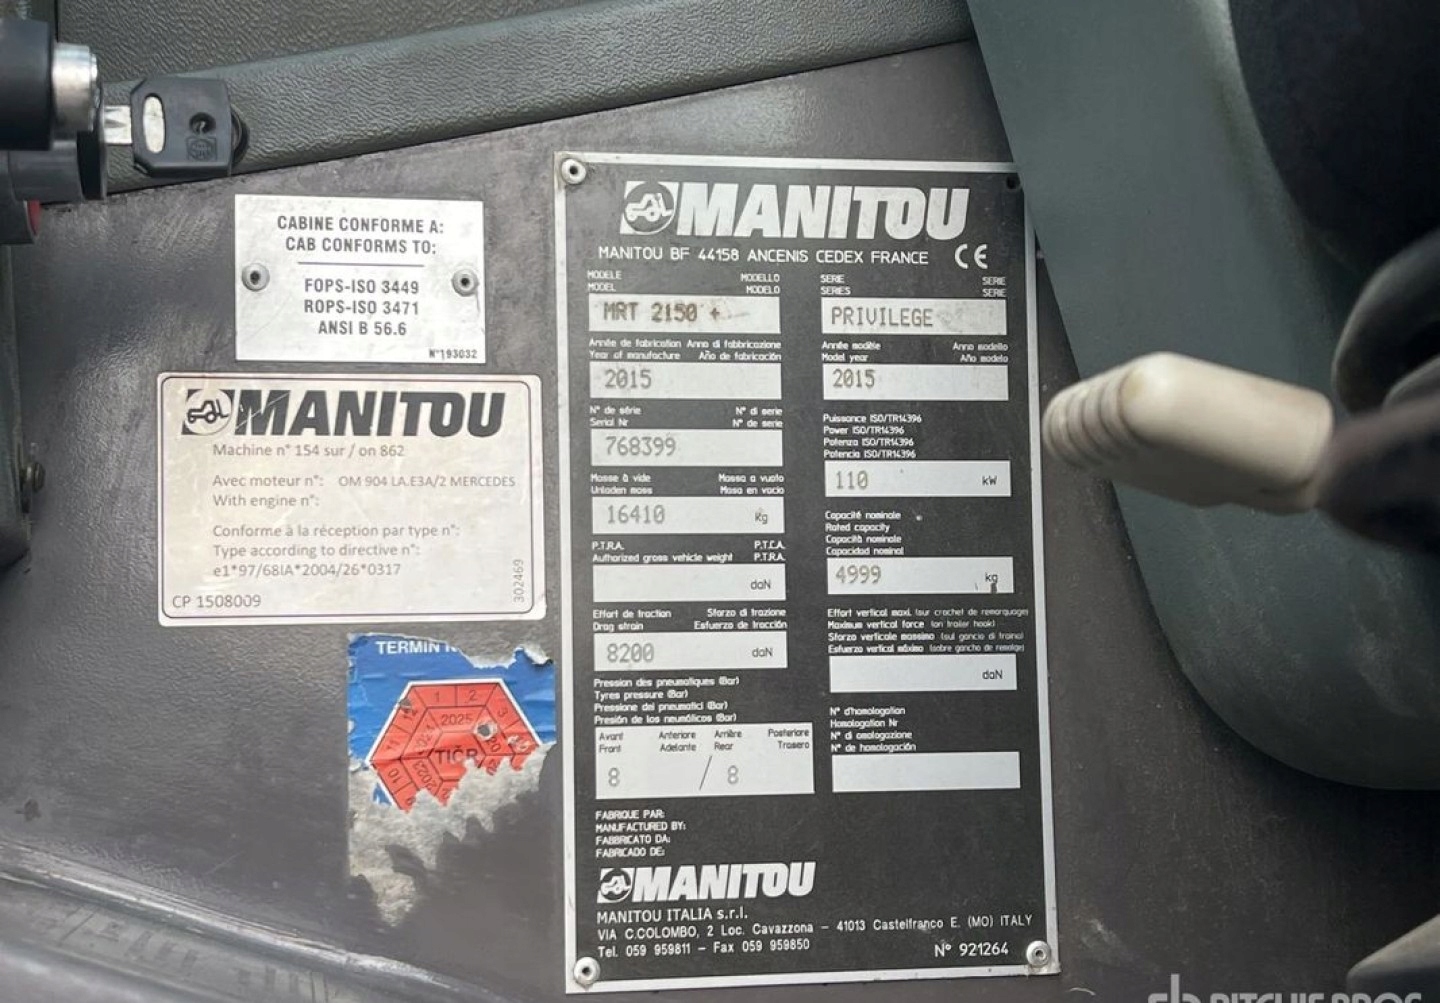 CABINE CONFORME A:
CAB CONFORMS TO:
FOPS-ISO 3449
ROPS-ISO 3471
ANSI B 56.6
N°193032
MANITOU
Machine n° 154 sur / on 862
Avec moteur n°: OM 904 LA.E3A/2 MERCEDES
With engine n°:
Conforme à la réception par type n°:
Type according to directive n°:
e1*97/68IA*2004/26*0317
CP 1508009
302469
TERMIN
1 2 3
12 2025
11 TIČR
10 2023
9
MANITOU
MANITOU BF 44158 ANCENIS CEDEX FRANCE CE
MODELE MODELLO
MODEL MODELO
MRT 2150 +
SERIE SERIE
SERIES SERIE
PRIVILEGE
Année de fabrication Anno di fabbricazione
Year of manufacture Año de fabricación
2015
Année modèle Anno modello
Model year Año modelo
2015
N° de série N° di serie
Serial Nr N° de serie
768399
Puissance ISO/TR14396
Power ISO/TR14396
Potenza ISO/TR14396
Potencia ISO/TR14396
110 kW
Masse à vide Massa a vuoto
Unladen mass Masa en vacio
16410 kg
Capacité nominale
Rated capacity
Capacità nominale
Capacidad nominal
4999 kg
P.T.R.A. P.T.C.A.
Authorized gross vehicle weight P.T.R.A.
daN
Effort de traction Sforzo di trazione
Drag strain Esfuerzo de tracción
8200 daN
Effort vertical maxi. (sur crochet de remorquage)
Maximum vertical force (on trailer hook)
Sforzo verticale massimo (sul gancio di traino)
Esfuerzo vertical máximo (sobre gancho de remolque)
daN
Pression des pneumatiques (Bar)
Tyres pressure (Bar)
Pressione dei pneumatici (Bar)
Presión de los neumáticos (Bar)
Avant Anteriore Arrière Posteriore
Front Adelante Rear Trasero
8 / 8
N° d'homologation
Homologation Nr
N° di omologazione
N° de homologación
FABRIQUE PAR:
MANUFACTURED BY:
FABBRICATO DA:
FABRICADO DE:
MANITOU
MANITOU ITALIA s.r.l.
VIA C.COLOMBO, 2 Loc. Cavazzona - 41013 Castelfranco E. (MO) ITALY
Tel. 059 959811 - Fax 059 959850
N° 921264